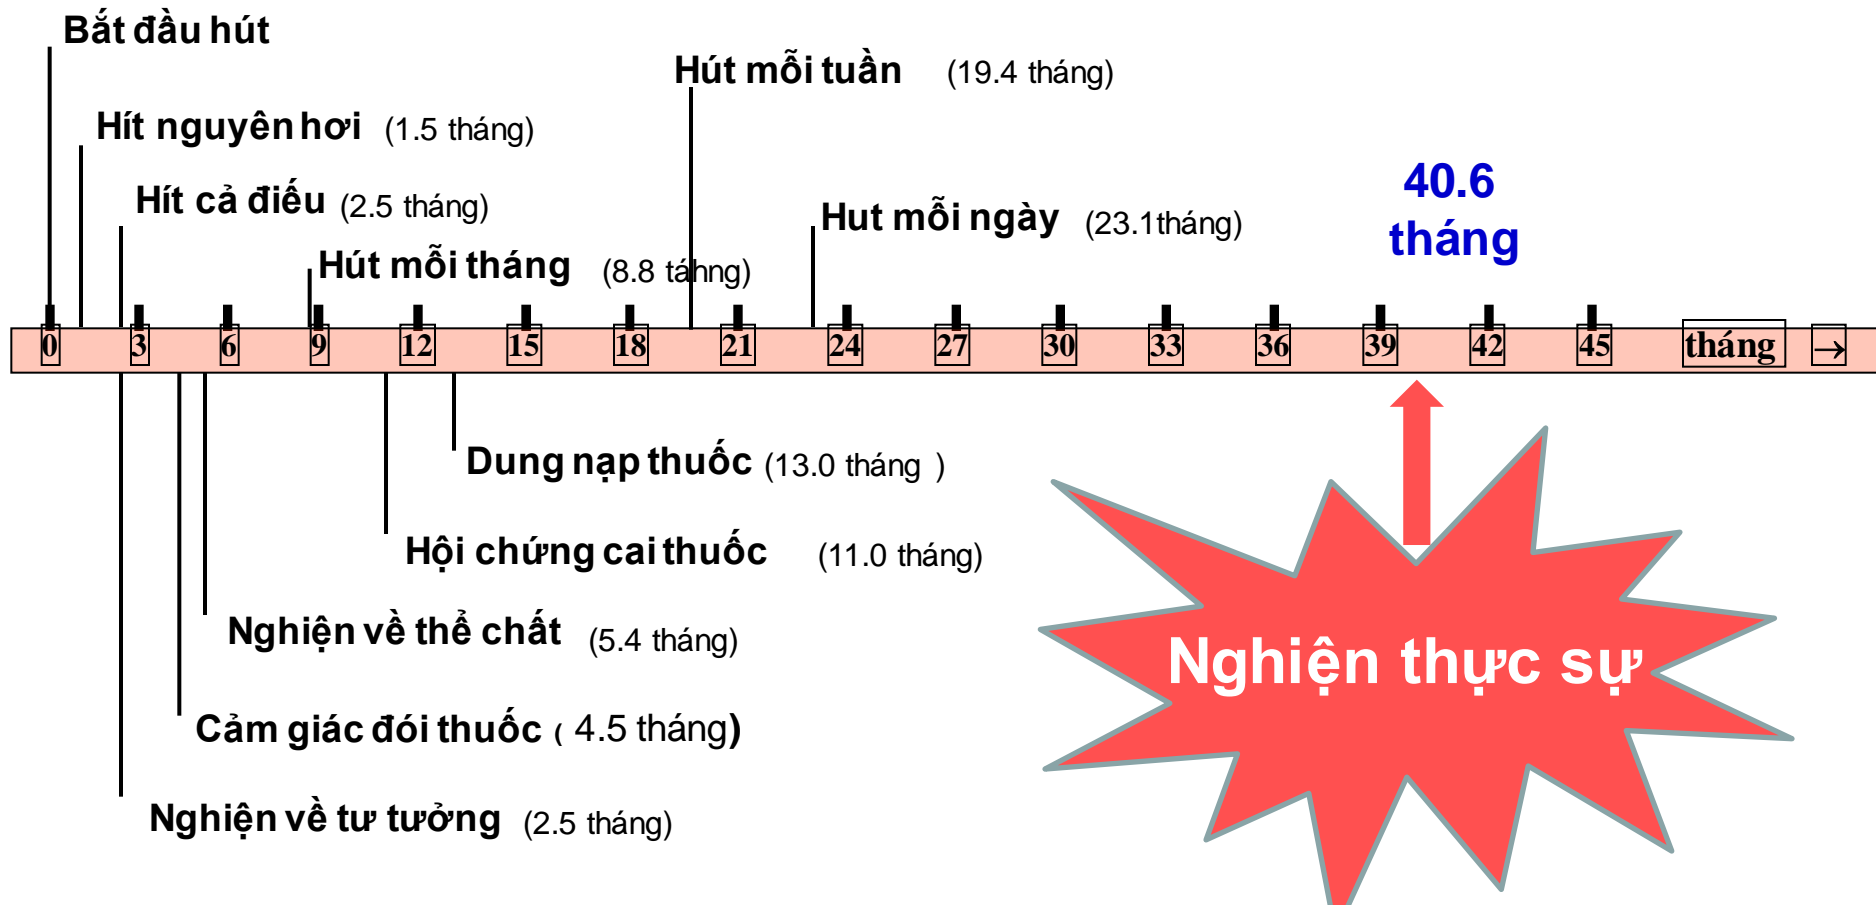 Bắt đầu hút
Hút mỗi tuần (19.4 tháng)
Hít nguyên hơi (1.5 tháng)
40.6
tháng
Hít cả điếu (2.5 tháng)
Hut mỗi ngày (23.1tháng)
Hút mỗi tháng (8.8 táhng)
0 3 6 9 12 15 18 21 24 27 30 33 36 39 42 45 tháng →
Dung nạp thuốc (13.0 tháng )
Hội chứng cai thuốc (11.0 tháng)
Nghiện về thể chất (5.4 tháng)
Nghiện thực sự
Cảm giác đói thuốc ( 4.5 tháng)
Nghiện về tư tưởng (2.5 tháng)